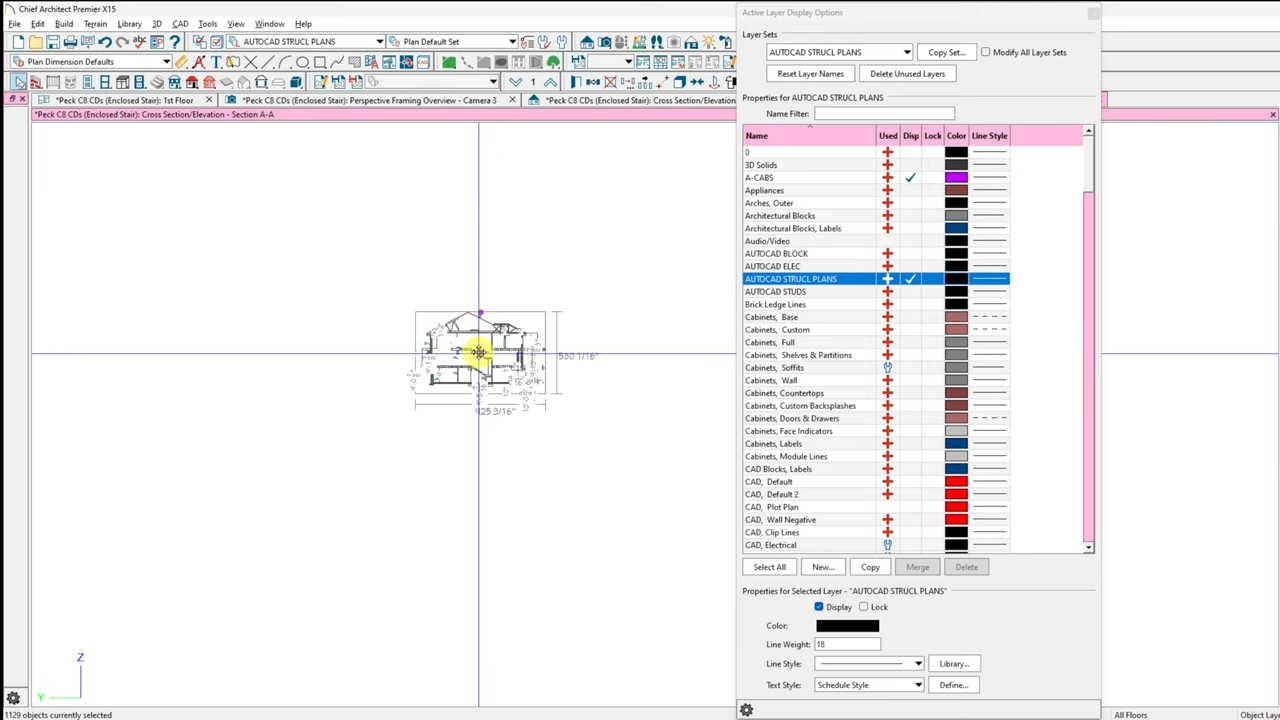 Chief Architect Premier X15
File Edit Build Terrain Library 3D CAD Tools View Window Help
AUTOCAD STRUCL PLANS Plan Default Set
Plan Dimension Defaults
1
*Peck C8 CDs (Enclosed Stair): 1st Floor *Peck C8 CDs (Enclosed Stair): Perspective Framing Overview - Camera 3 *Peck C8 CDs (Enclosed Stair): Cross Section/Elevation
*Peck C8 CDs (Enclosed Stair): Cross Section/Elevation - Section A-A
580 1/16"
925 3/16"
Z
Y
1129 objects currently selected
All Floors Object Lay
Active Layer Display Options
Layer Sets
AUTOCAD STRUCL PLANS Copy Set... Modify All Layer Sets
Reset Layer Names Delete Unused Layers
Properties for AUTOCAD STRUCL PLANS
Name Filter:
Name Used Disp Lock Color Line Style
0
3D Solids
A-CABS
Appliances
Arches, Outer
Architectural Blocks
Architectural Blocks, Labels
Audio/Video
AUTOCAD BLOCK
AUTOCAD ELEC
AUTOCAD STRUCL PLANS
AUTOCAD STUDS
Brick Ledge Lines
Cabinets, Base
Cabinets, Custom
Cabinets, Full
Cabinets, Shelves & Partitions
Cabinets, Soffits
Cabinets, Wall
Cabinets, Countertops
Cabinets, Custom Backsplashes
Cabinets, Doors & Drawers
Cabinets, Face Indicators
Cabinets, Labels
Cabinets, Module Lines
CAD Blocks, Labels
CAD, Default
CAD, Default 2
CAD, Plot Plan
CAD, Wall Negative
CAD, Clip Lines
CAD, Electrical
Select All New... Copy Merge Delete
Properties for Selected Layer - "AUTOCAD STRUCL PLANS"
Display Lock
Color:
Line Weight: 18
Line Style: Library...
Text Style: Schedule Style Define...